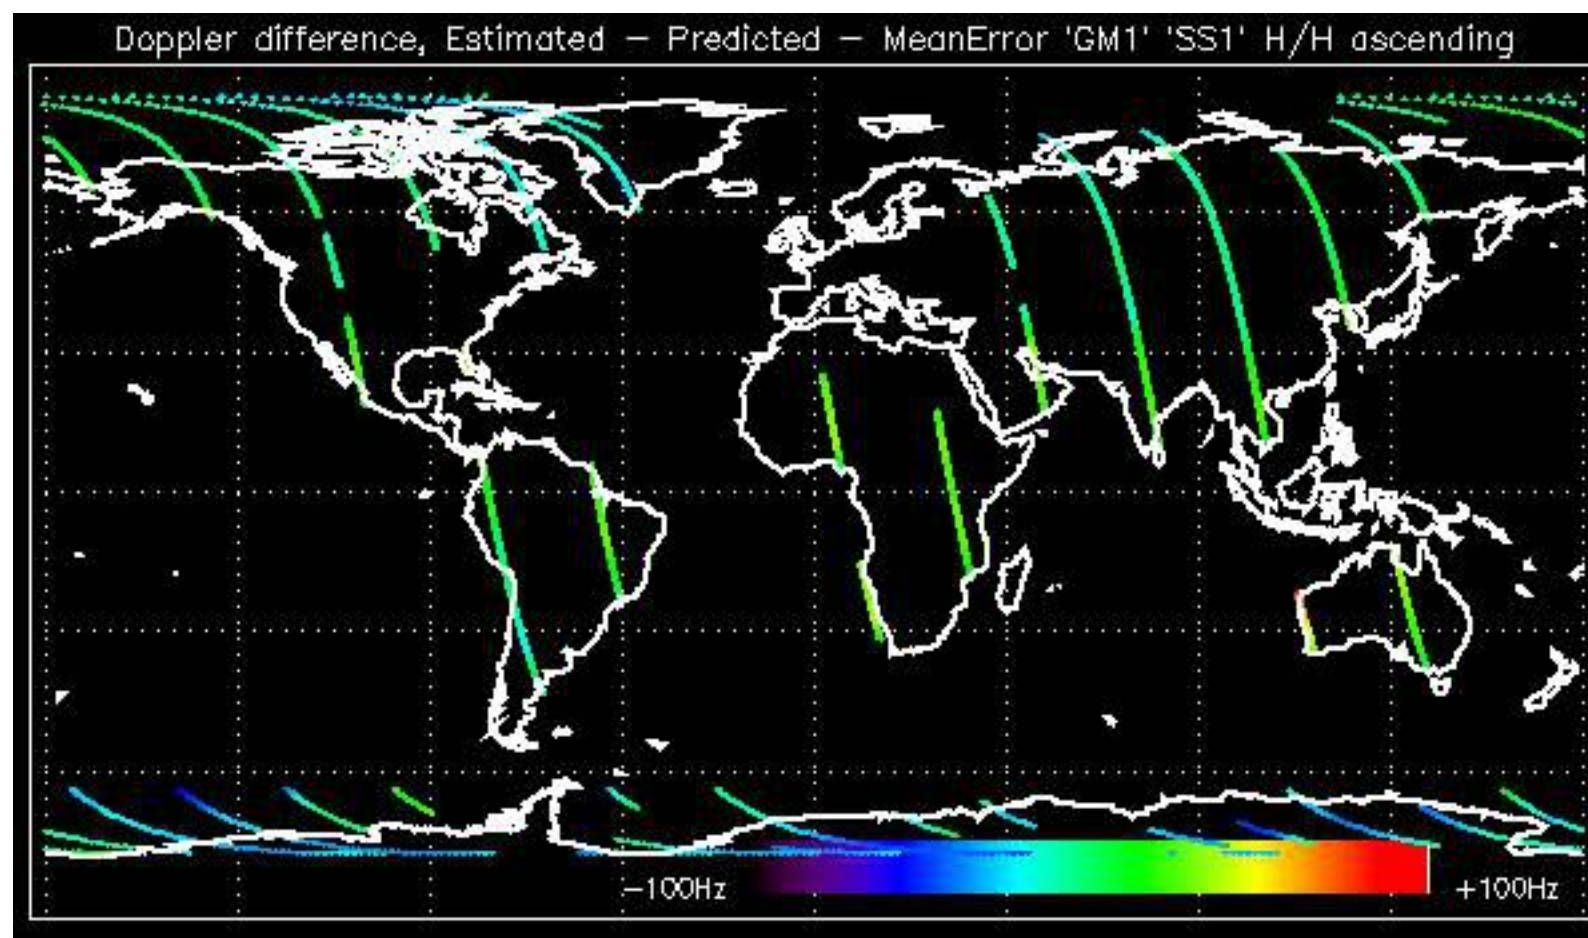 Doppler difference, Estimated — Predicted — MeanError 'GM1' 'SS1' H/H ascending
−100Hz +100Hz